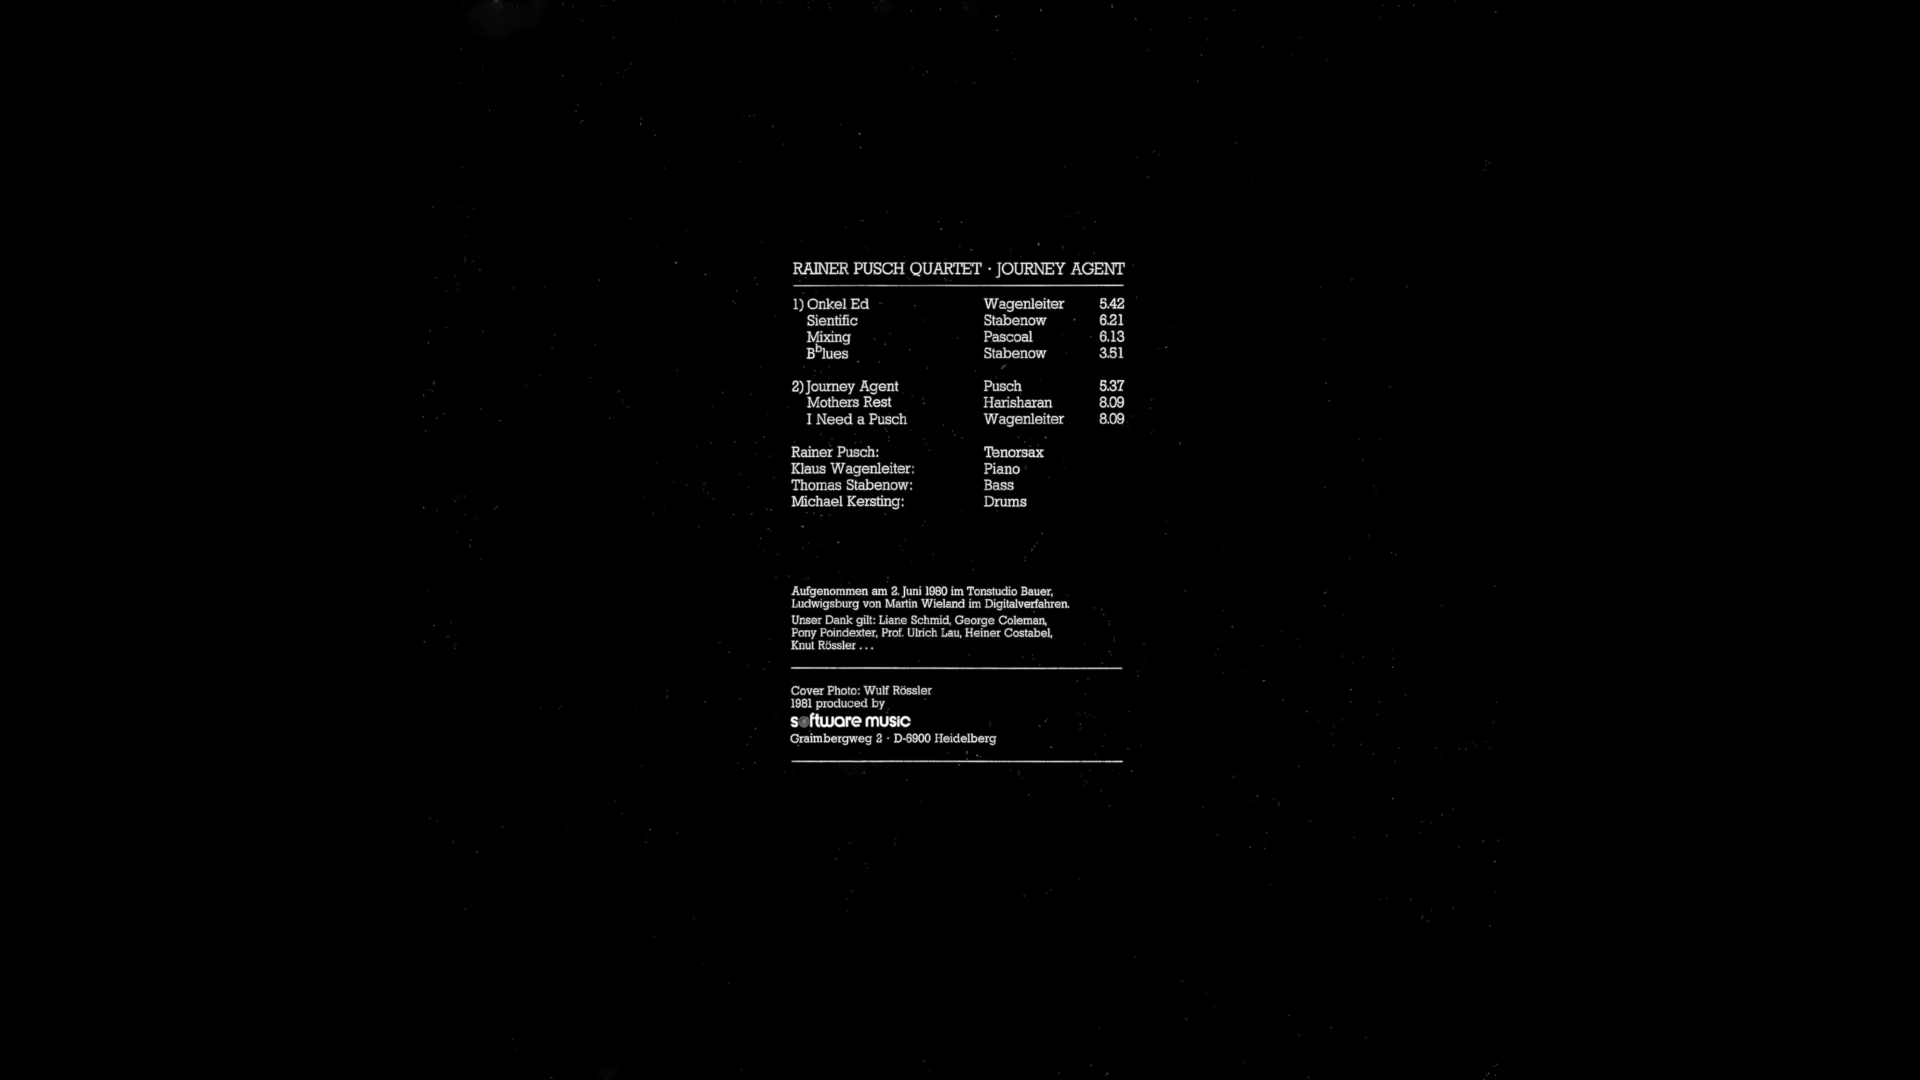 RAINER PUSCH QUARTET · JOURNEY AGENT
1) Onkel Ed Wagenleiter 5.42
Sientific Stabenow 6.21
Mixing Pascoal 6.13
Bblues Stabenow 3.51
2) Journey Agent Pusch 5.37
Mothers Rest Harisharan 8.09
I Need a Pusch Wagenleiter 8.09
Rainer Pusch: Tenorsax
Klaus Wagenleiter: Piano
Thomas Stabenow: Bass
Michael Kersting: Drums
Aufgenommen am 2. Juni 1980 im Tonstudio Bauer,
Ludwigsburg von Martin Wieland im Digitalverfahren.
Unser Dank gilt: Liane Schmid, George Coleman,
Pony Poindexter, Prof. Ulrich Lau, Heiner Costabel,
Knut Rössler . . .
Cover Photo: Wulf Rössler
1981 produced by
software music
Graimbergweg 2 · D-6900 Heidelberg